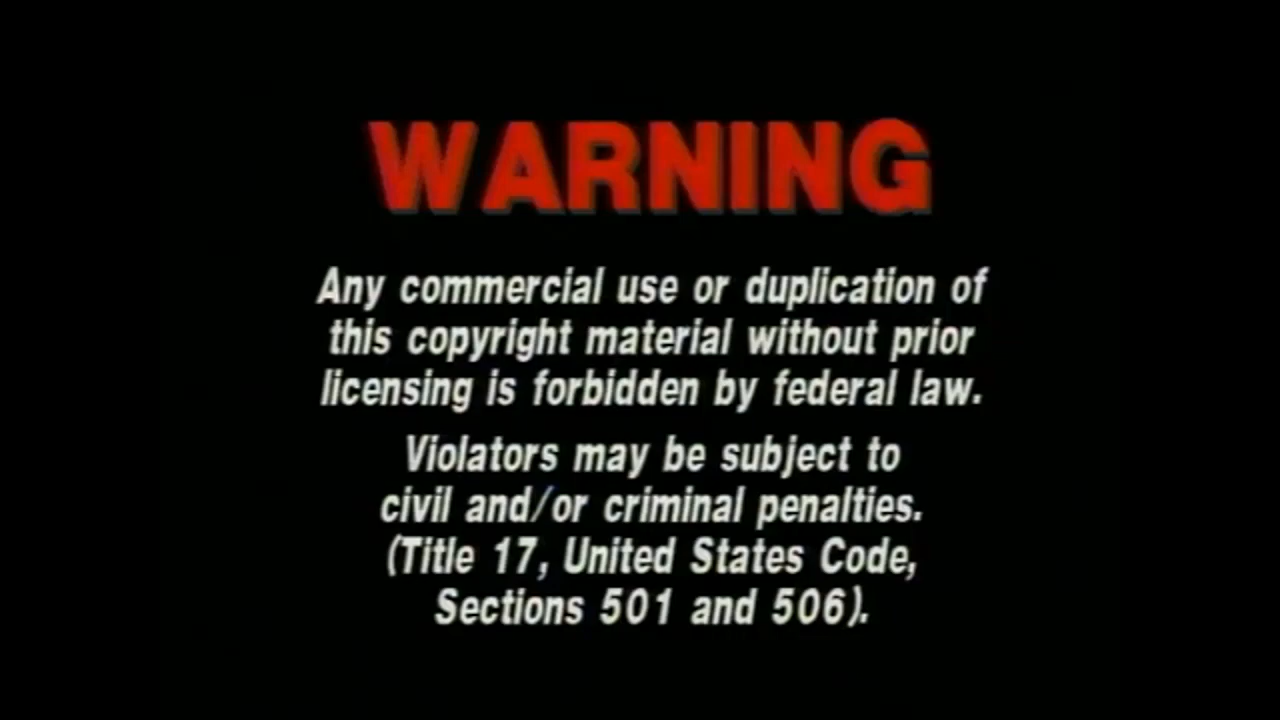 WARNING
Any commercial use or duplication of
this copyright material without prior
licensing is forbidden by federal law.
Violators may be subject to
civil and/or criminal penalties.
(Title 17, United States Code,
Sections 501 and 506).